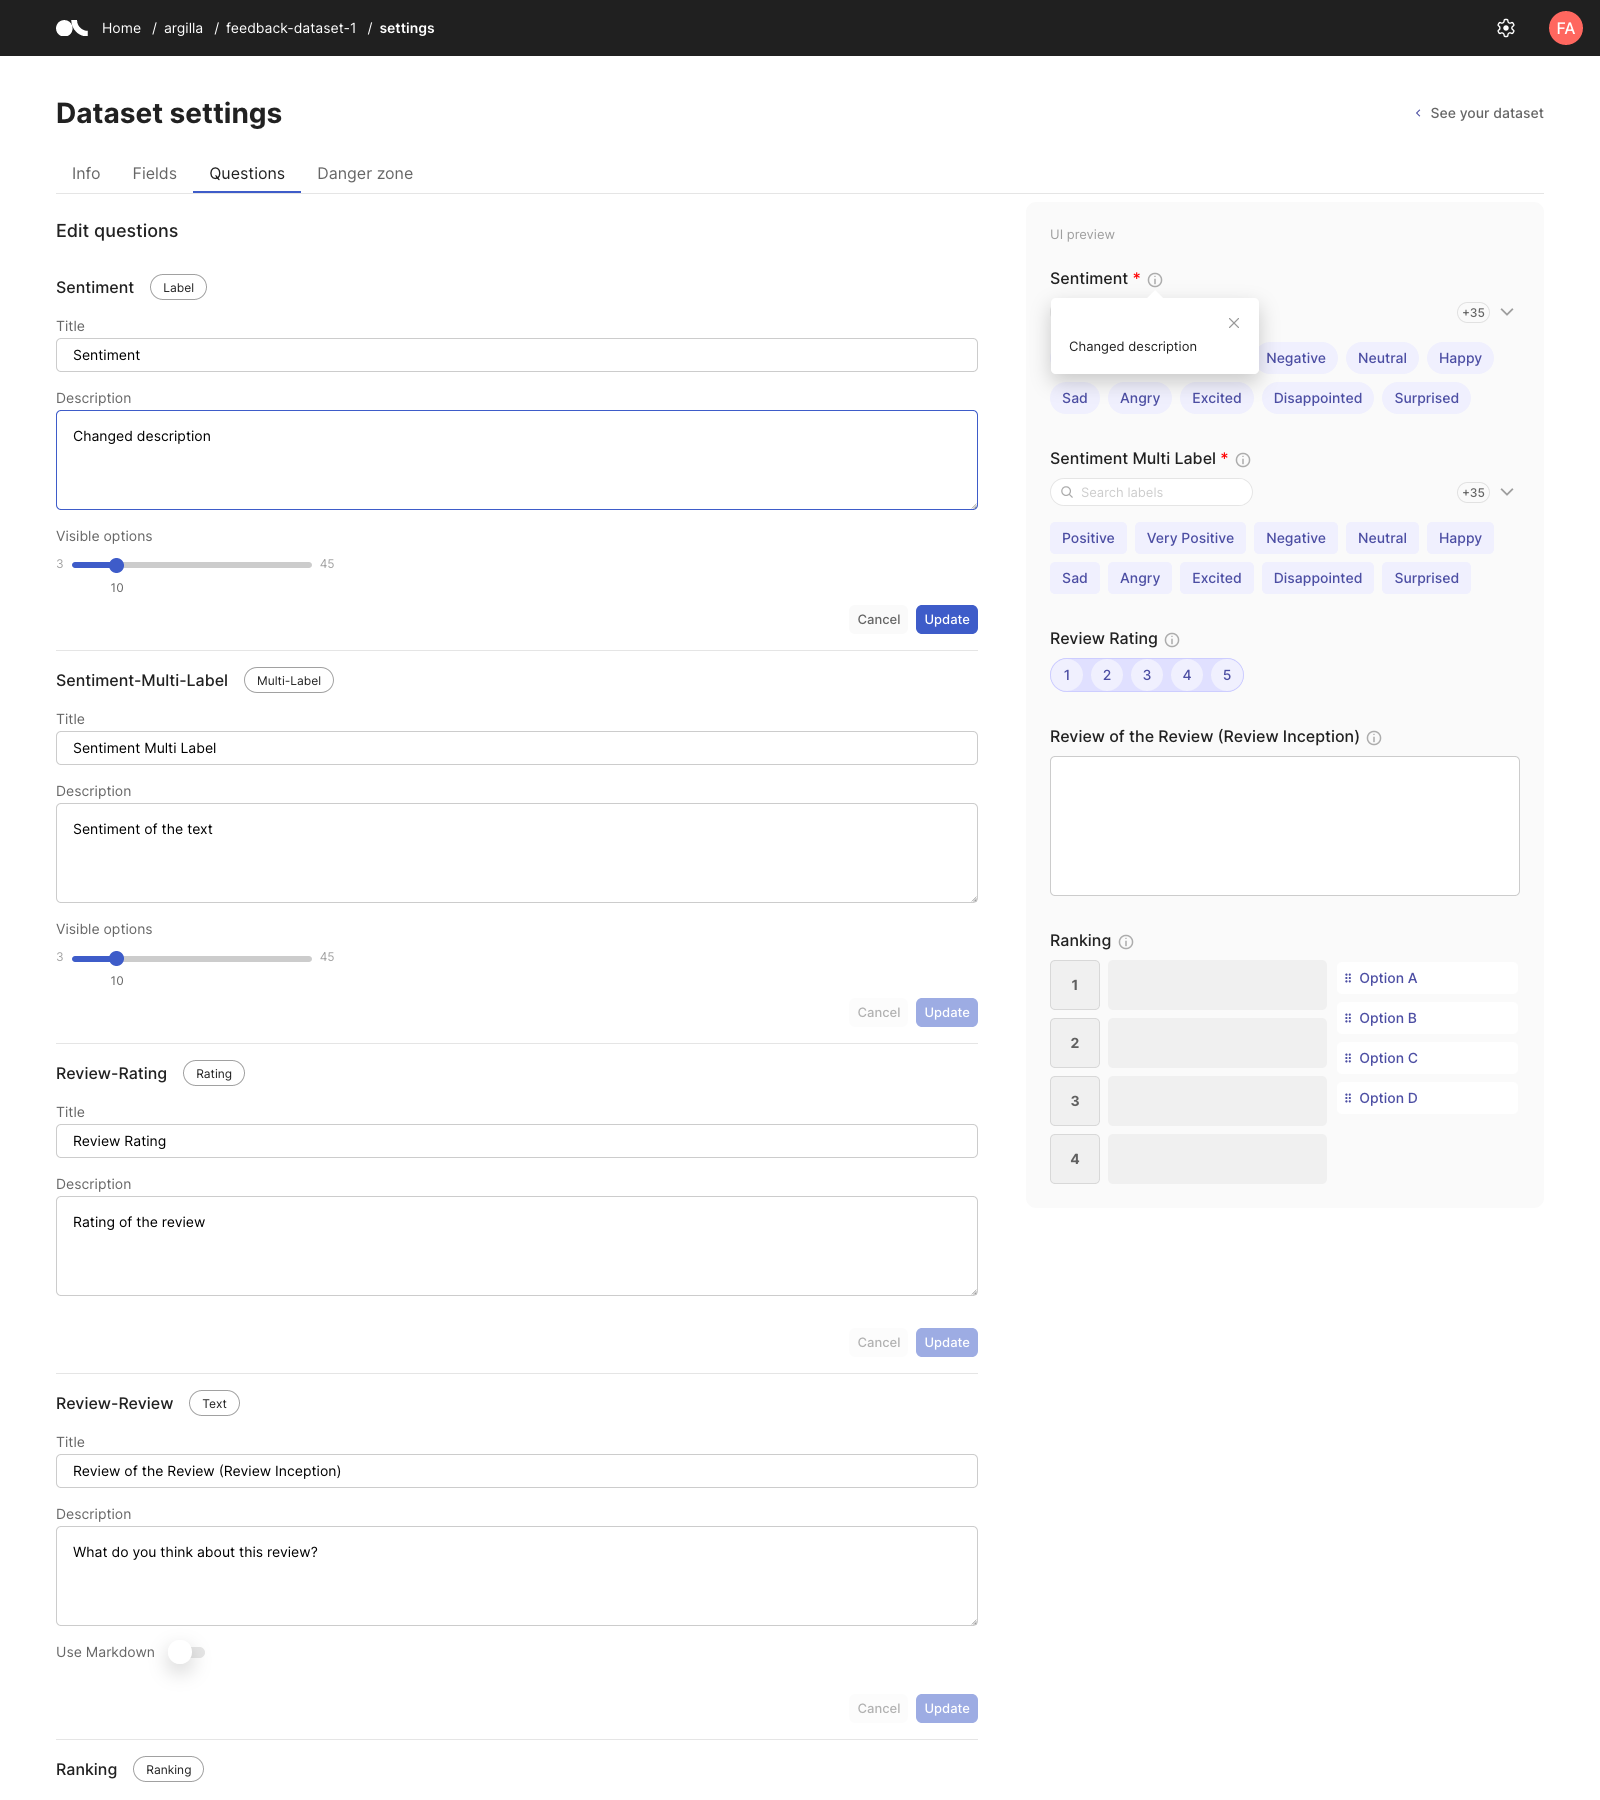 Home / argilla / feedback-dataset-1 / settings
FA
Dataset settings
See your dataset
Info Fields Questions Danger zone
Edit questions
Sentiment Label
Title
Sentiment
Description
Changed description
Visible options
3 45
10
Cancel Update
Sentiment-Multi-Label Multi-Label
Title
Sentiment Multi Label
Description
Sentiment of the text
Visible options
3 45
10
Cancel Update
Review-Rating Rating
Title
Review Rating
Description
Rating of the review
Cancel Update
Review-Review Text
Title
Review of the Review (Review Inception)
Description
What do you think about this review?
Use Markdown
Cancel Update
Ranking Ranking
UI preview
Sentiment *
+35
Changed description
Negative Neutral Happy
Sad Angry Excited Disappointed Surprised
Sentiment Multi Label *
Search labels +35
Positive Very Positive Negative Neutral Happy
Sad Angry Excited Disappointed Surprised
Review Rating
1 2 3 4 5
Review of the Review (Review Inception)
Ranking
1 Option A
2 Option B
3 Option C
4 Option D